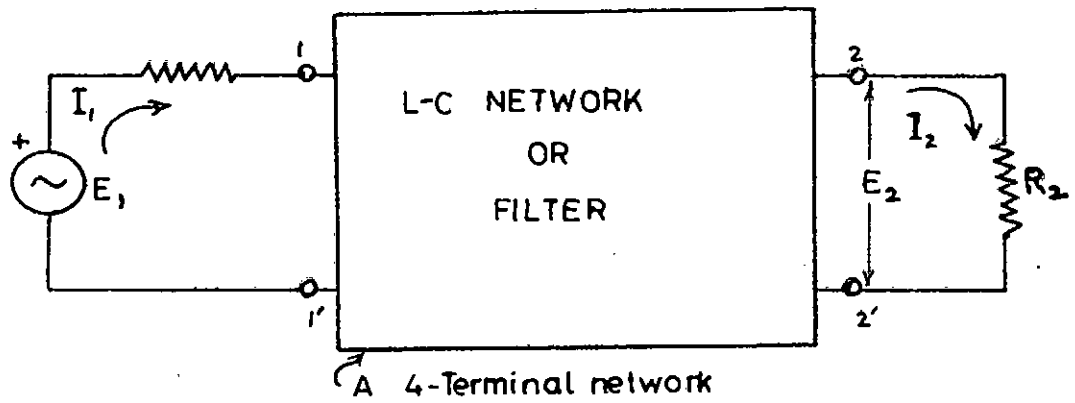 1
2
I₁
L-C NETWORK
I₂
+
OR
E₁
E₂
R₂
FILTER
1'
2'
A 4-Terminal network